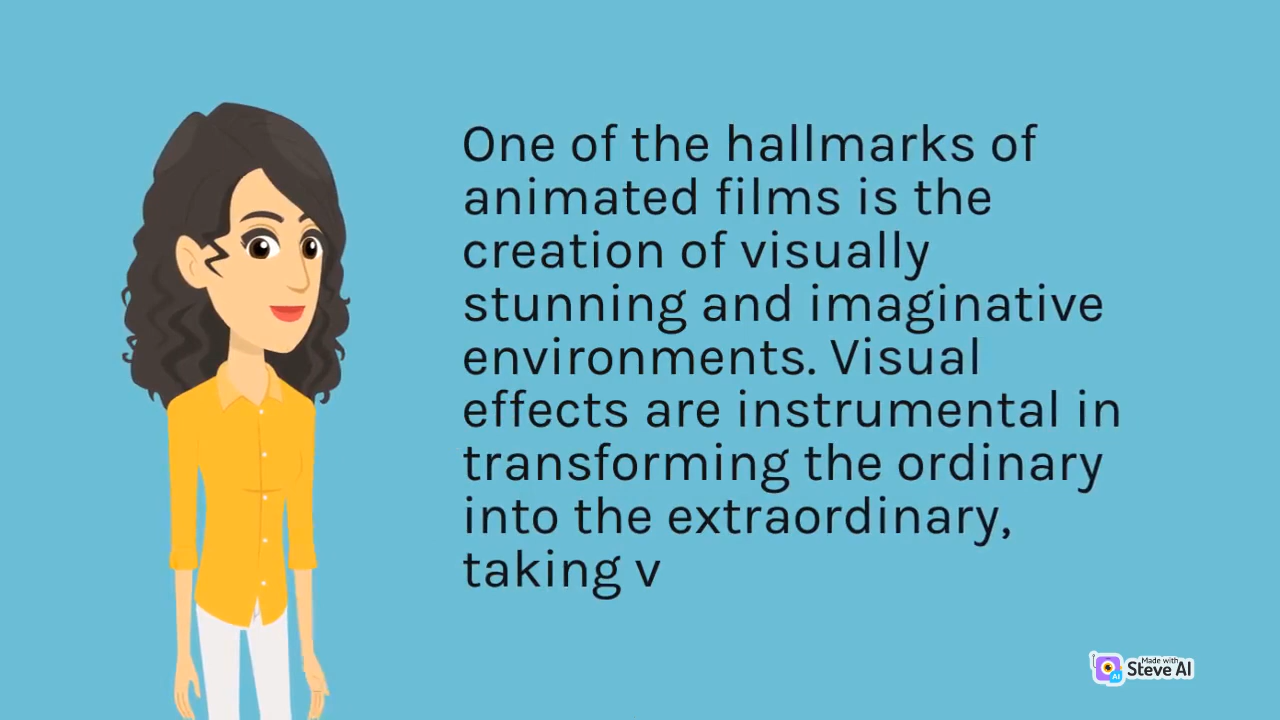 One of the hallmarks of
animated films is the
creation of visually
stunning and imaginative
environments. Visual
effects are instrumental in
transforming the ordinary
into the extraordinary,
taking v
Made with
Steve AI
AI